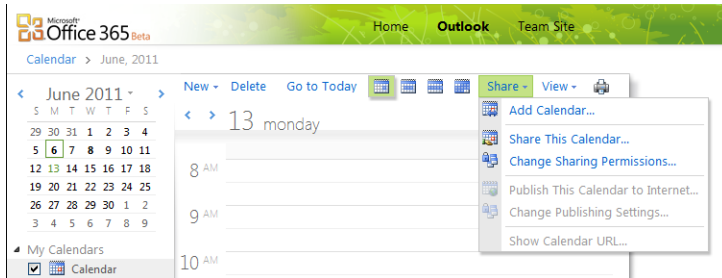 Microsoft®
Office 365 Beta
Home Outlook Team Site
Calendar > June, 2011
June 2011
S M T W T F S
29 30 31 1 2 3 4
5 6 7 8 9 10 11
12 13 14 15 16 17 18
19 20 21 22 23 24 25
26 27 28 29 30 1 2
3 4 5 6 7 8 9
My Calendars
Calendar
New Delete Go to Today Share View
13 monday
8 AM
9 AM
10 AM
Add Calendar...
Share This Calendar...
Change Sharing Permissions...
Publish This Calendar to Internet...
Change Publishing Settings...
Show Calendar URL...